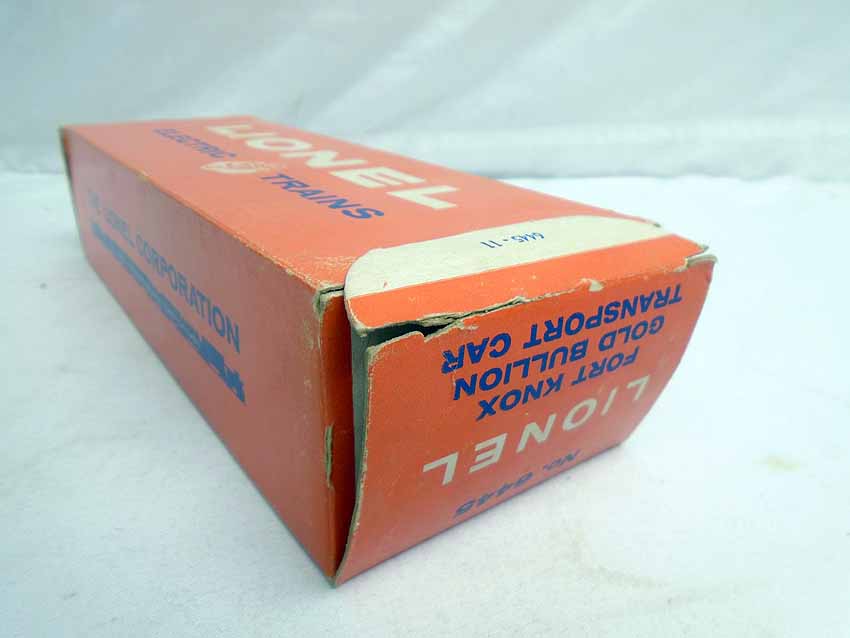 LIONEL
ELECTRIC TRAINS
THE LIONEL CORPORATION
6445-11
No. 6445
LIONEL
FORT KNOX
GOLD BULLION
TRANSPORT CAR